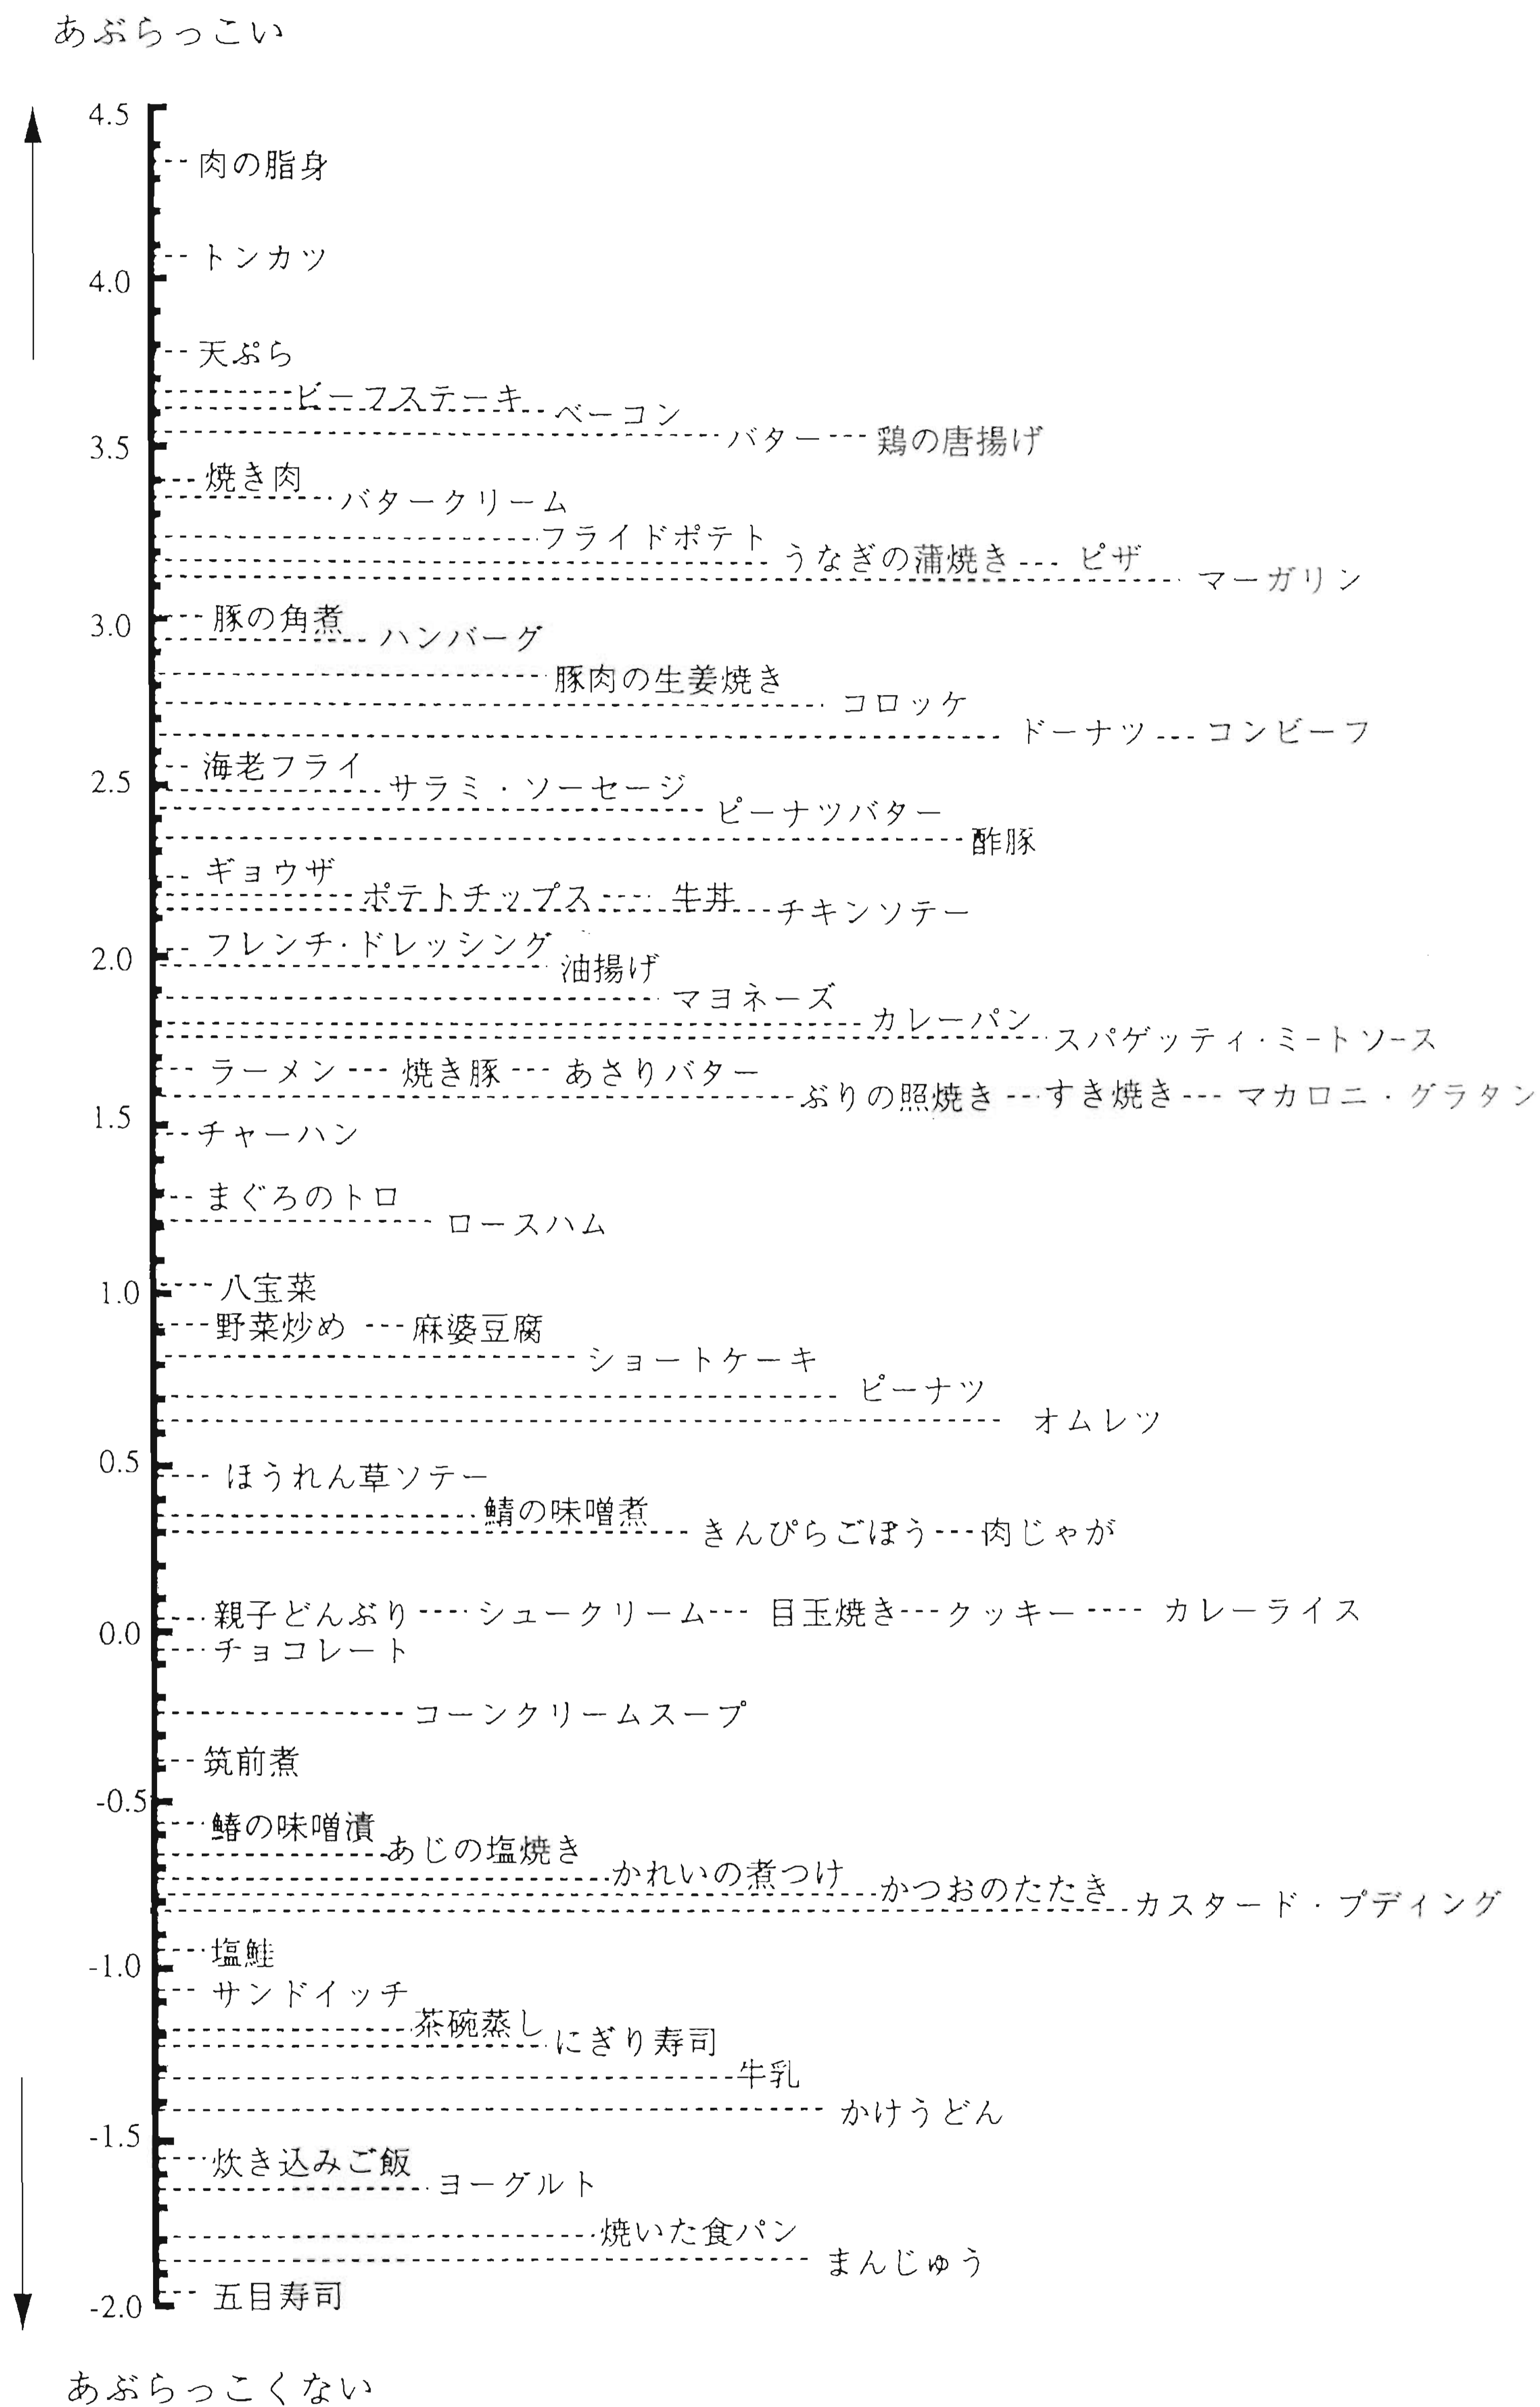 あぶらっこい
4.5
肉の脂身
トンカツ
4.0
天ぷら
ビーフステーキ
ベーコン
バター 鶏の唐揚げ
3.5
焼き肉
バタークリーム
フライドポテト
うなぎの蒲焼き ピザ
マーガリン
3.0 豚の角煮
ハンバーグ
豚肉の生姜焼き
コロッケ
ドーナツ コンビーフ
海老フライ
2.5 サラミ・ソーセージ
ピーナツバター
酢豚
ギョウザ
ポテトチップス 牛丼
チキンソテー
フレンチ・ドレッシング
2.0 油揚げ
マヨネーズ
カレーパン
スパゲッティ・ミートソース
ラーメン 焼き豚 あさりバター
ぶりの照焼き すき焼き マカロニ・グラタン
1.5
チャーハン
まぐろのトロ
ロースハム
1.0 八宝菜
野菜炒め 麻婆豆腐
ショートケーキ
ピーナツ
オムレツ
0.5
ほうれん草ソテー
鯖の味噌煮
きんぴらごぼう 肉じゃが
親子どんぶり シュークリーム 目玉焼き クッキー カレーライス
0.0
チョコレート
コーンクリームスープ
筑前煮
-0.5
鰆の味噌漬
あじの塩焼き
かれいの煮つけ
かつおのたたき
カスタード・プディング
塩鮭
-1.0
サンドイッチ
茶碗蒸し
にぎり寿司
牛乳
かけうどん
-1.5
炊き込みご飯
ヨーグルト
焼いた食パン
まんじゅう
五目寿司
-2.0
あぶらっこくない